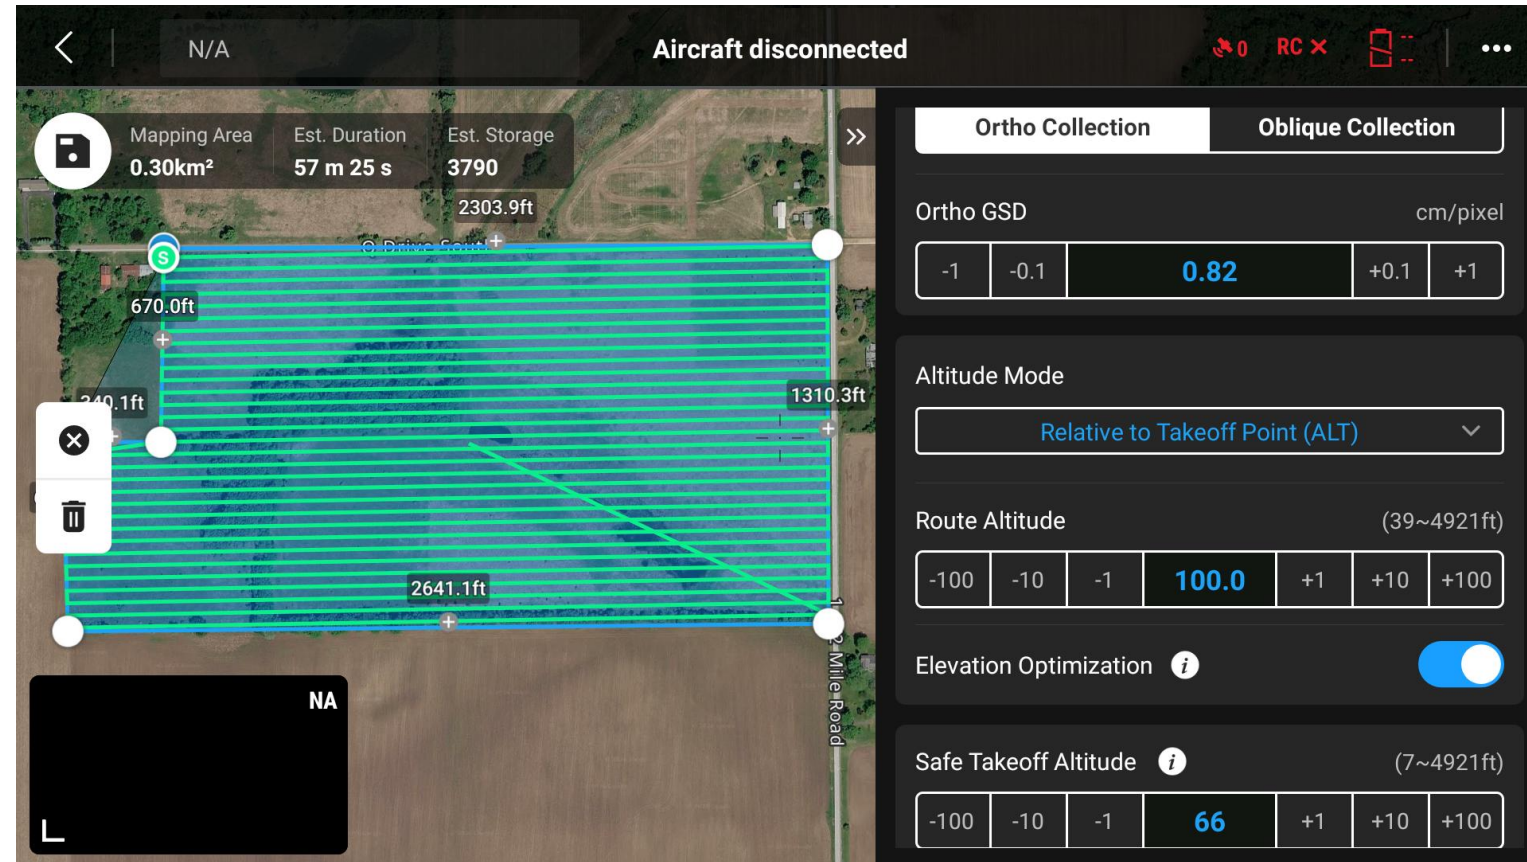 N/A
Aircraft disconnected
0
RC
Mapping Area
0.30km²
Est. Duration
57 m 25 s
Est. Storage
3790
2303.9ft
S
670.0ft
340.1ft
1310.3ft
2641.1ft
2 Mile Road
NA
Ortho Collection
Oblique Collection
Ortho GSD
cm/pixel
-1 -0.1 0.82 +0.1 +1
Altitude Mode
Relative to Takeoff Point (ALT)
Route Altitude
(39~4921ft)
-100 -10 -1 100.0 +1 +10 +100
Elevation Optimization i
Safe Takeoff Altitude i
(7~4921ft)
-100 -10 -1 66 +1 +10 +100